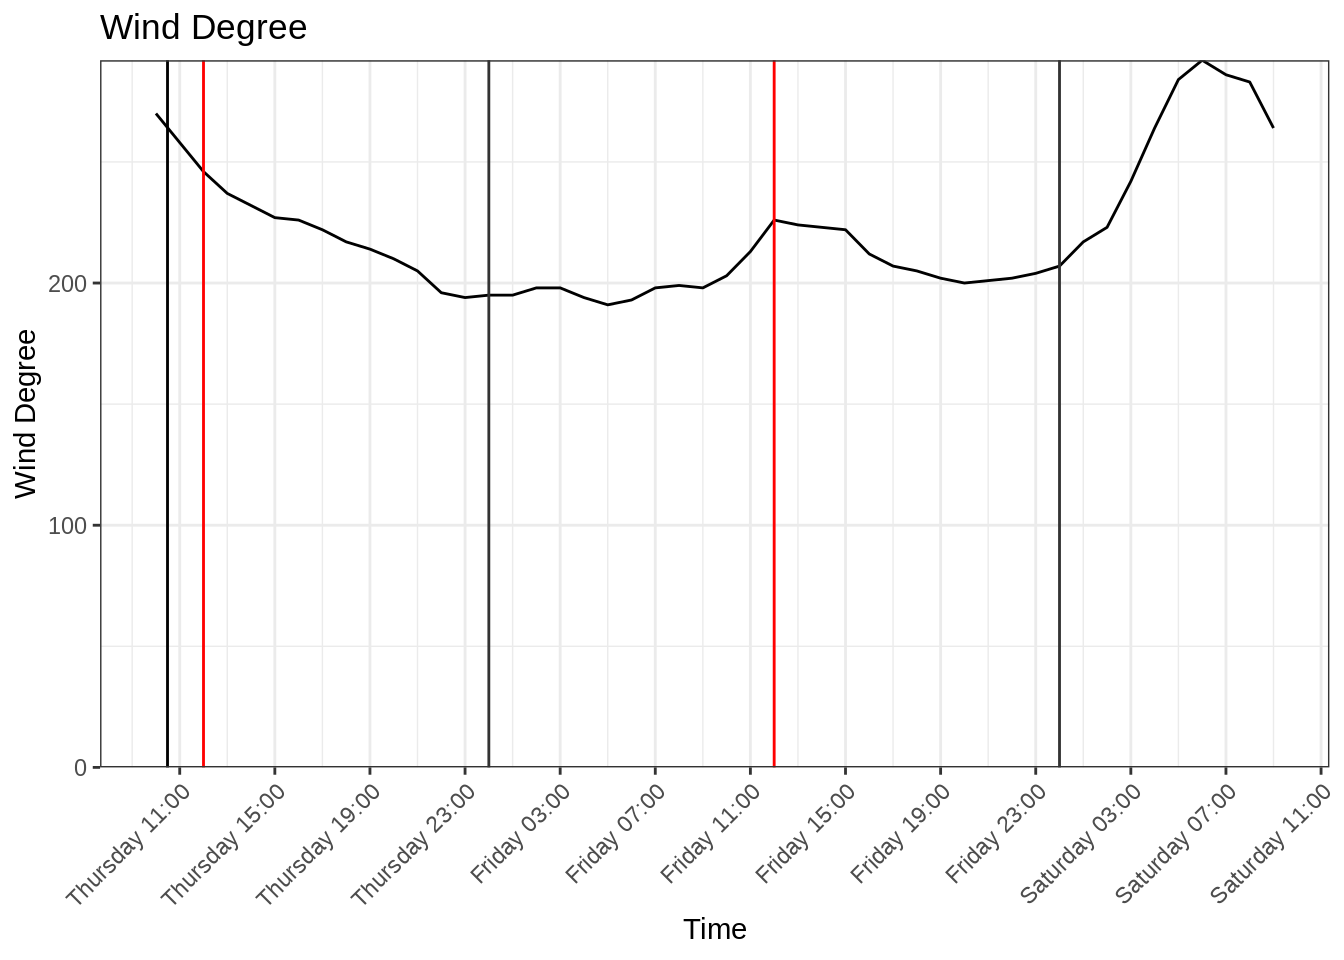 Wind Degree
Wind Degree
200
100
0
Thursday 11:00
Thursday 15:00
Thursday 19:00
Thursday 23:00
Friday 03:00
Friday 07:00
Friday 11:00
Friday 15:00
Friday 19:00
Friday 23:00
Saturday 03:00
Saturday 07:00
Saturday 11:00
Time